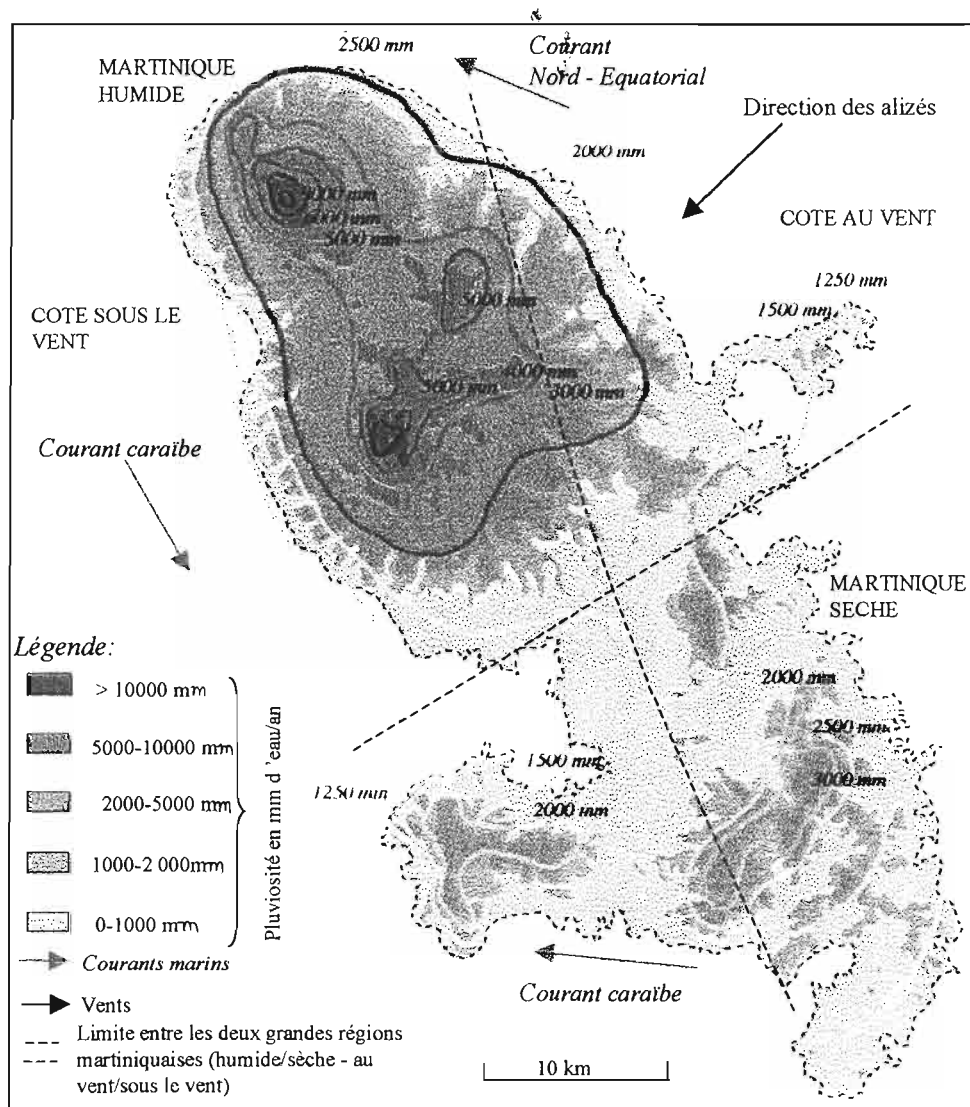 2500 mm
Courant
Nord - Equatorial
MARTINIQUE
HUMIDE
Direction des alizés
2000 mm
COTE AU VENT
1250 mm
1500 mm
5000 mm
5000 mm
COTE SOUS LE
VENT
4000 mm
3000 mm
Courant caraïbe
MARTINIQUE
SECHE
2000 mm
2500 mm
3000 mm
1500 mm
1250 mm
2000 mm
Légende:
> 10000 mm
5000-10000 mm
2000-5000 mm
1000-2 000mm
0-1000 mm
Pluviosité en mm d 'eau/an
Courants marins
Vents
Limite entre les deux grandes régions
martiniquaises (humide/sèche - au
vent/sous le vent)
Courant caraïbe
10 km